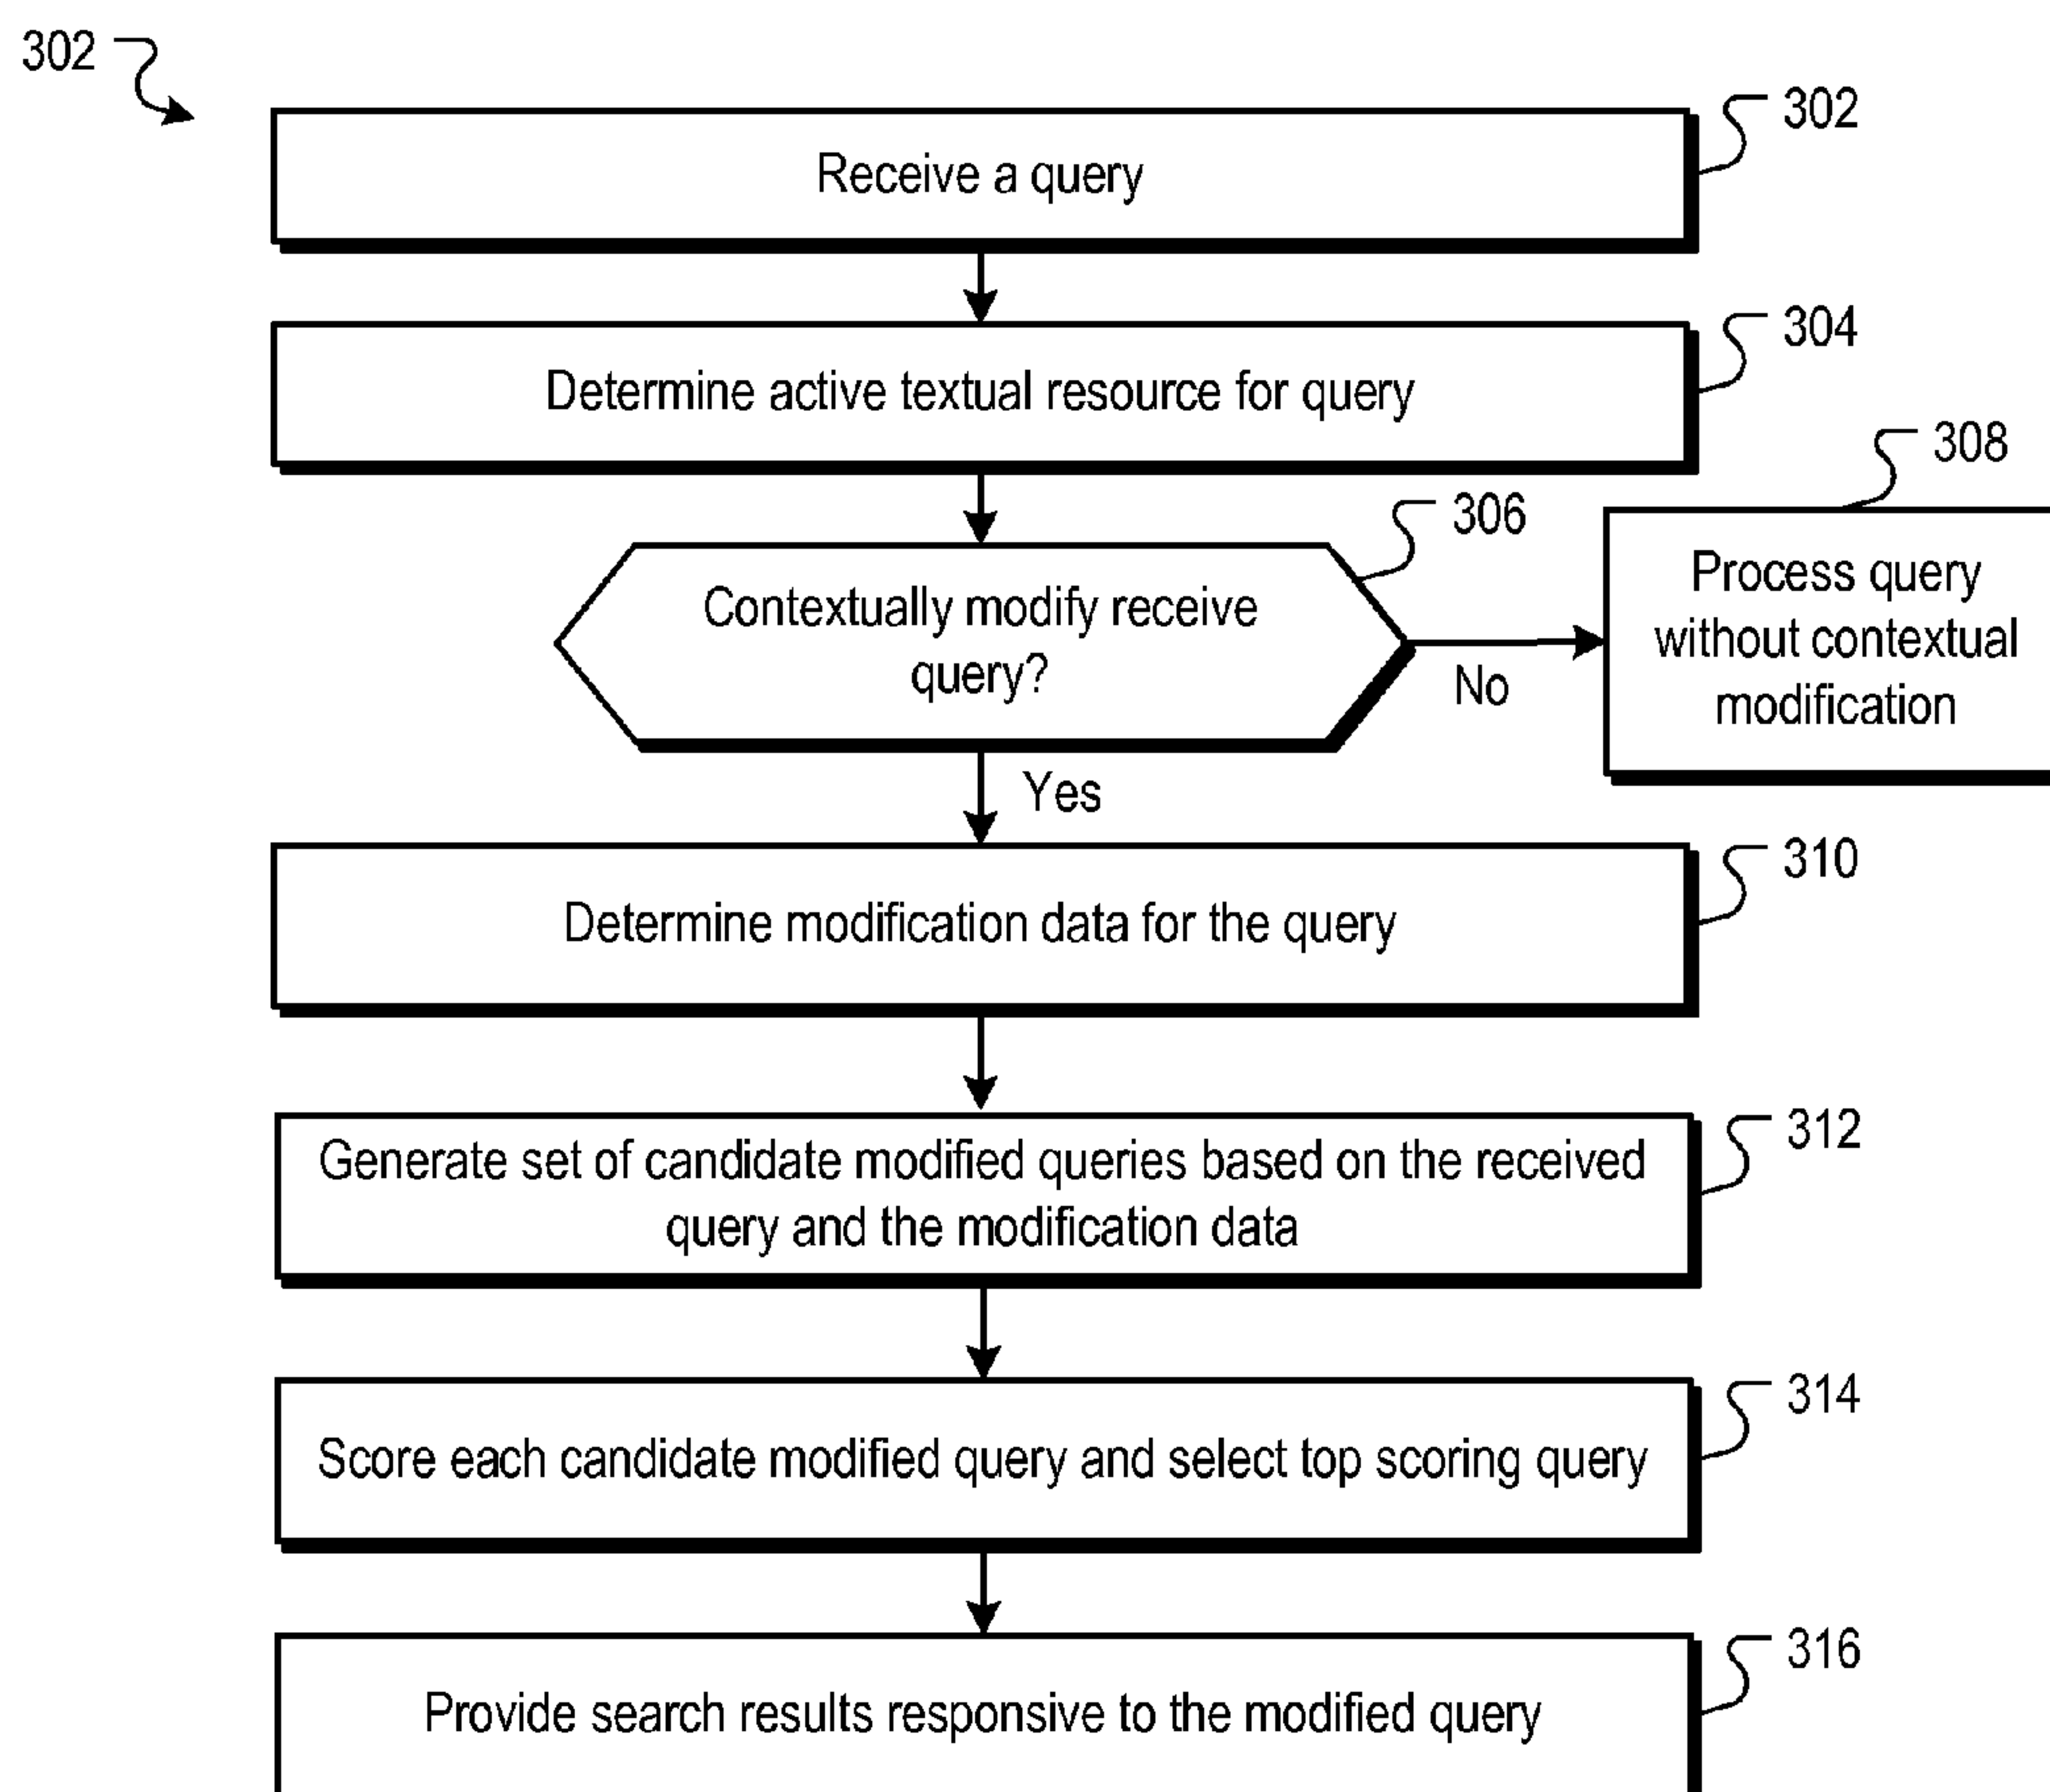 302
302
Receive a query
304
Determine active textual resource for query
308
306
Contextually modify receive
query?
No
Process query
without contextual
modification
Yes
310
Determine modification data for the query
312
Generate set of candidate modified queries based on the received
query and the modification data
314
Score each candidate modified query and select top scoring query
316
Provide search results responsive to the modified query